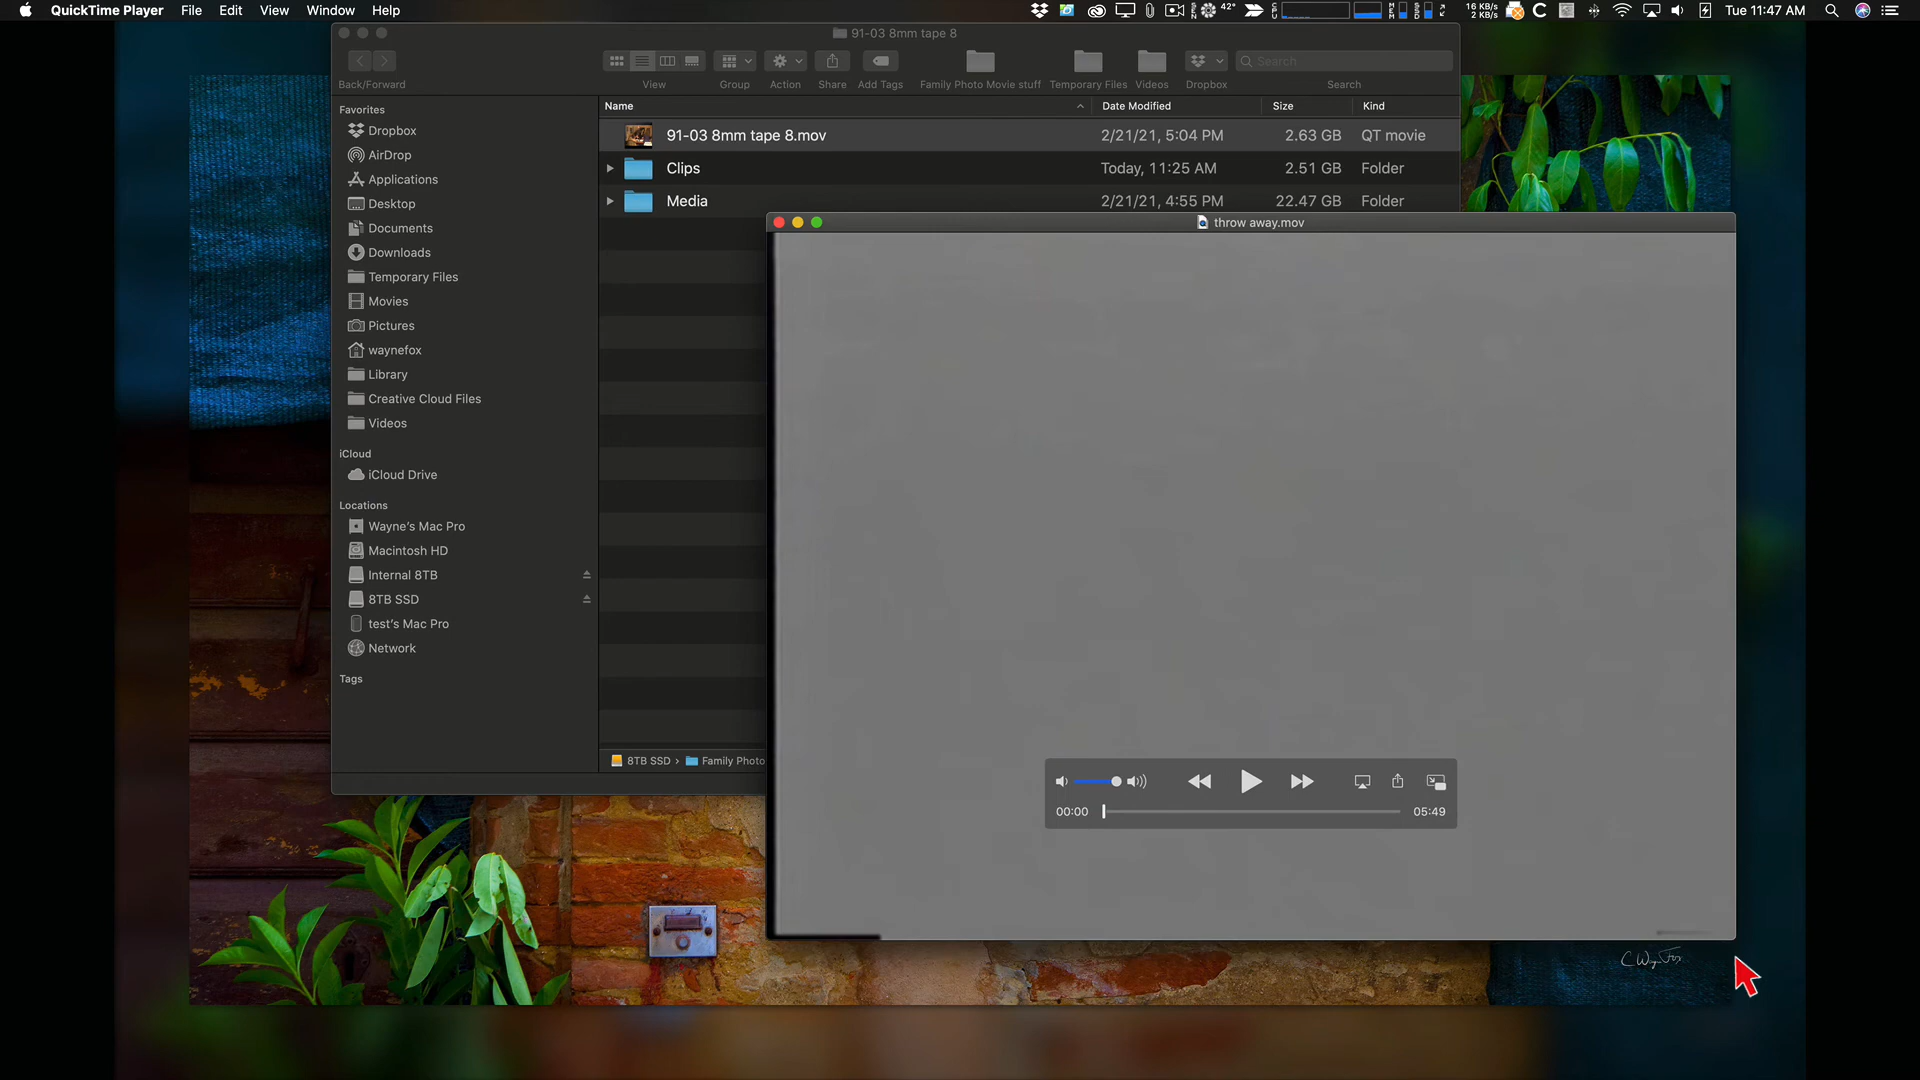 QuickTime Player File Edit View Window Help 42° 16 KB/s 2 KB/s Tue 11:47 AM
91-03 8mm tape 8
Search
Back/Forward View Group Action Share Add Tags Family Photo Movie stuff Temporary Files Videos Dropbox Search
Favorites
Dropbox
AirDrop
Applications
Desktop
Documents
Downloads
Temporary Files
Movies
Pictures
waynefox
Library
Creative Cloud Files
Videos
iCloud
iCloud Drive
Locations
Wayne's Mac Pro
Macintosh HD
Internal 8TB
8TB SSD
test's Mac Pro
Network
Tags
Name Date Modified Size Kind
91-03 8mm tape 8.mov 2/21/21, 5:04 PM 2.63 GB QT movie
Clips Today, 11:25 AM 2.51 GB Folder
Media 2/21/21, 4:55 PM 22.47 GB Folder
8TB SSD › Family Photo
throw away.mov
00:00 05:49